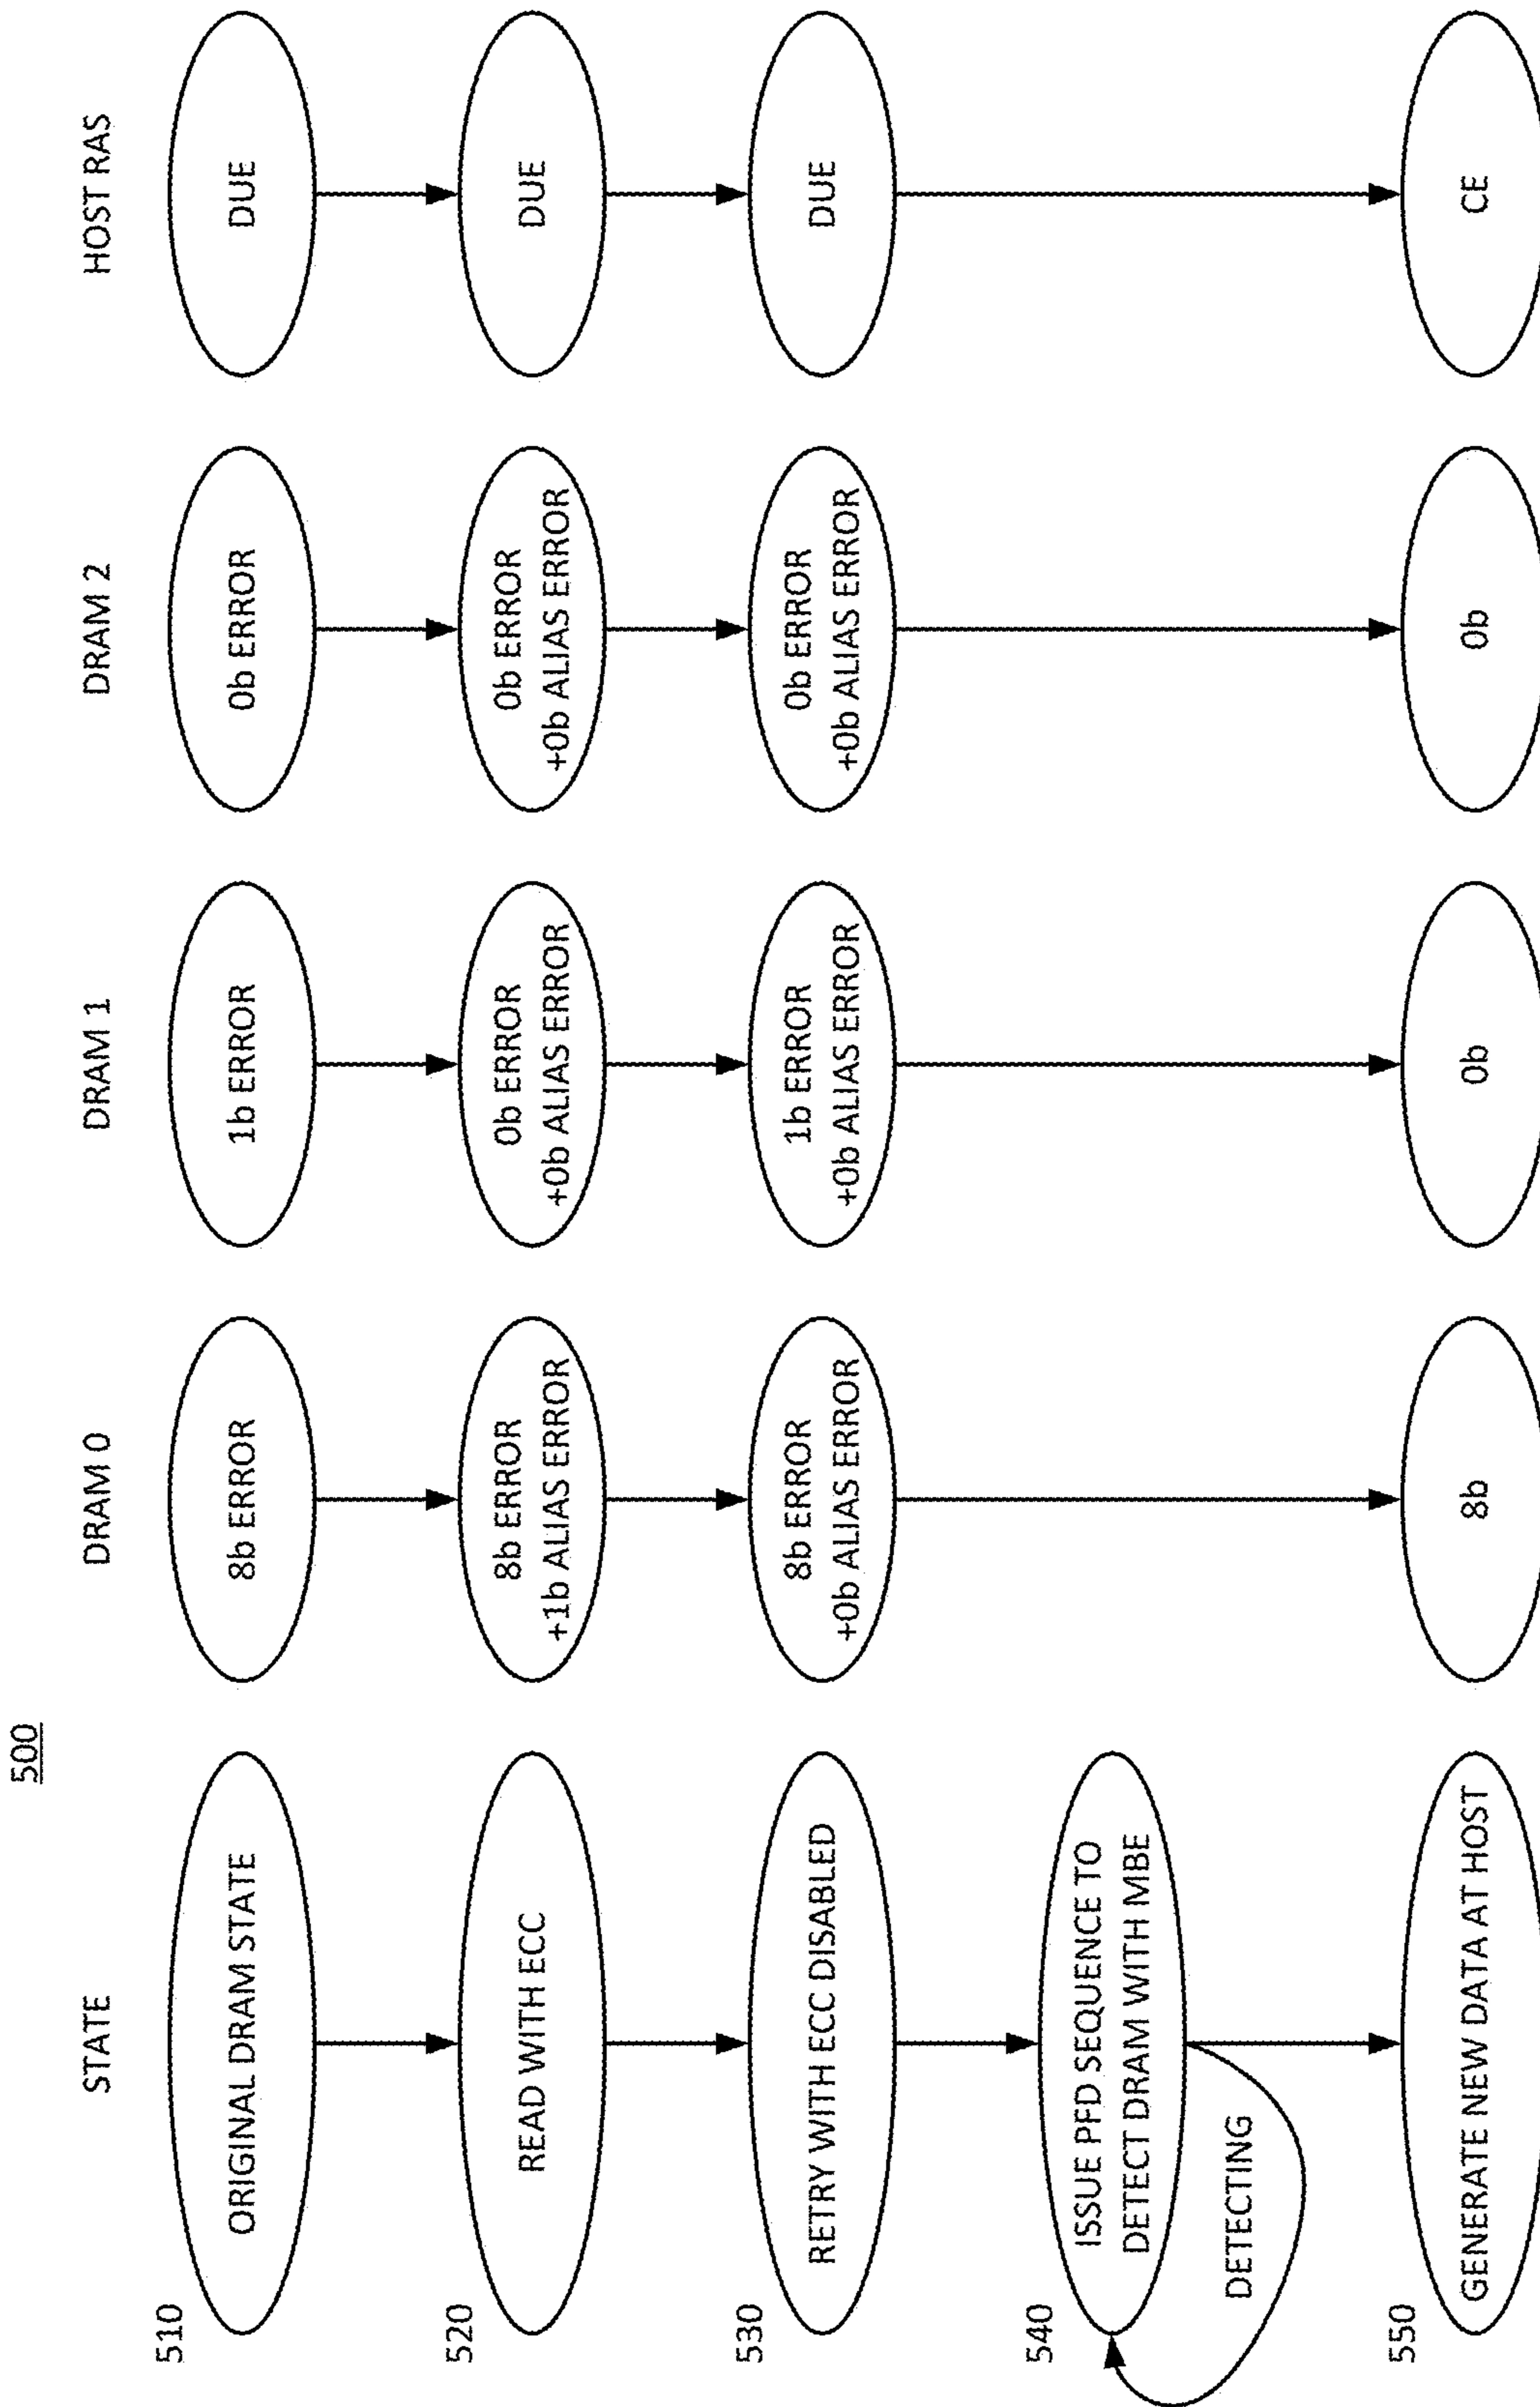 500
STATE
DRAM 0
DRAM 1
DRAM 2
HOST RAS
510
ORIGINAL DRAM STATE
8b ERROR
1b ERROR
0b ERROR
DUE
520
READ WITH ECC
8b ERROR
+1b ALIAS ERROR
0b ERROR
+0b ALIAS ERROR
0b ERROR
+0b ALIAS ERROR
DUE
530
RETRY WITH ECC DISABLED
8b ERROR
+0b ALIAS ERROR
1b ERROR
+0b ALIAS ERROR
0b ERROR
+0b ALIAS ERROR
DUE
540
ISSUE PFD SEQUENCE TO
DETECT DRAM WITH MBE
DETECTING
550
GENERATE NEW DATA AT HOST
8b
0b
0b
CE